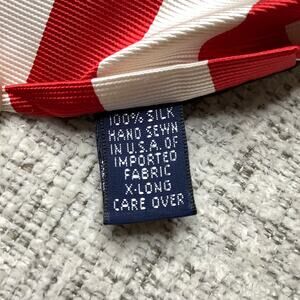 100% SILK
HAND SEWN
IN U.S.A. OF
IMPORTED
FABRIC
X-LONG
CARE OVER